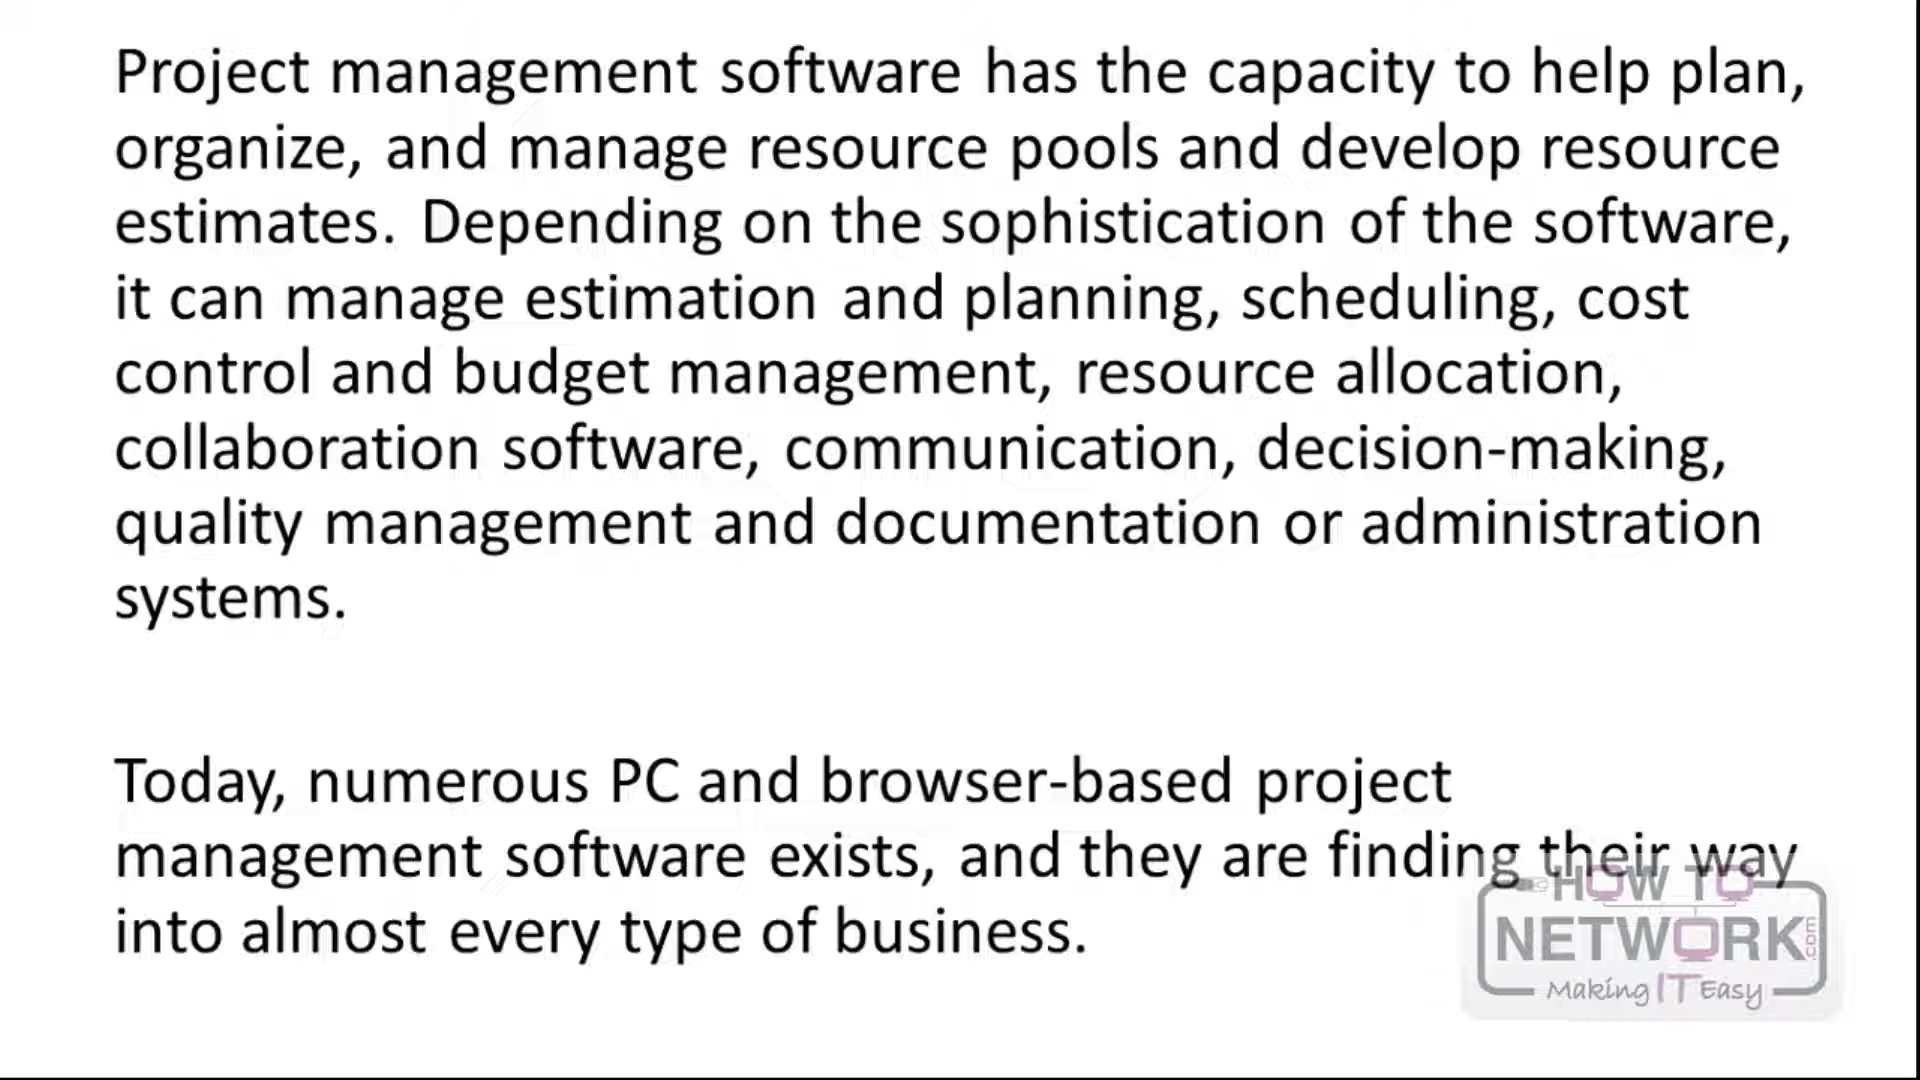 Project management software has the capacity to help plan,
organize, and manage resource pools and develop resource
estimates. Depending on the sophistication of the software,
it can manage estimation and planning, scheduling, cost
control and budget management, resource allocation,
collaboration software, communication, decision-making,
quality management and documentation or administration
systems.
Today, numerous PC and browser-based project
management software exists, and they are finding their way
into almost every type of business.
HOW TO
NETWORK.com
Making IT Easy